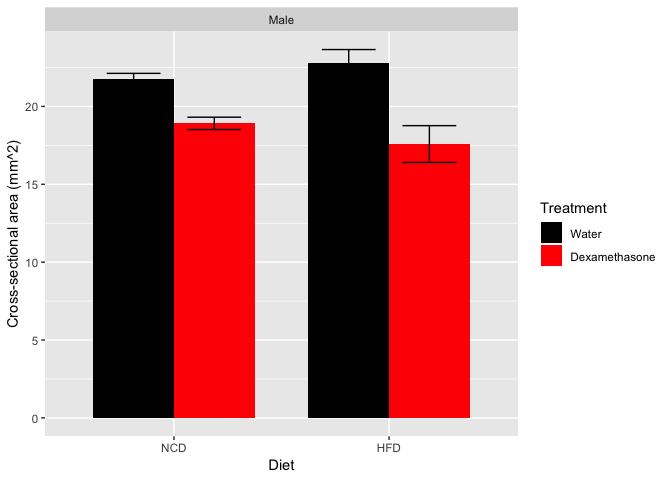 Male
Cross-sectional area (mm^2)
20
15
10
5
0
NCD
HFD
Diet
Treatment
Water
Dexamethasone